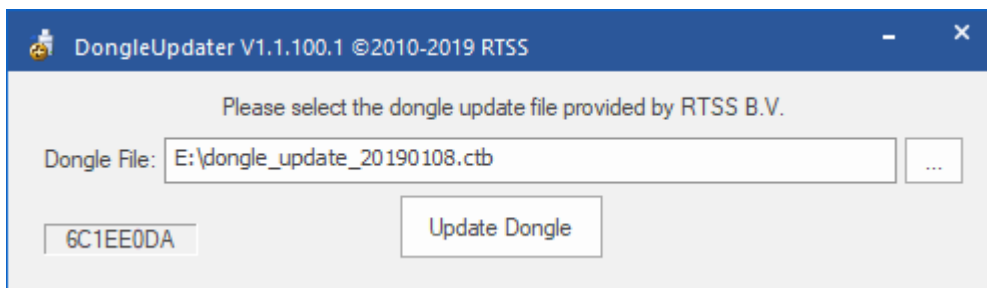 DongleUpdater V1.1.100.1 ©2010-2019 RTSS
Please select the dongle update file provided by RTSS B.V.
Dongle File: E:\dongle_update_20190108.ctb ...
Update Dongle
6C1EE0DA